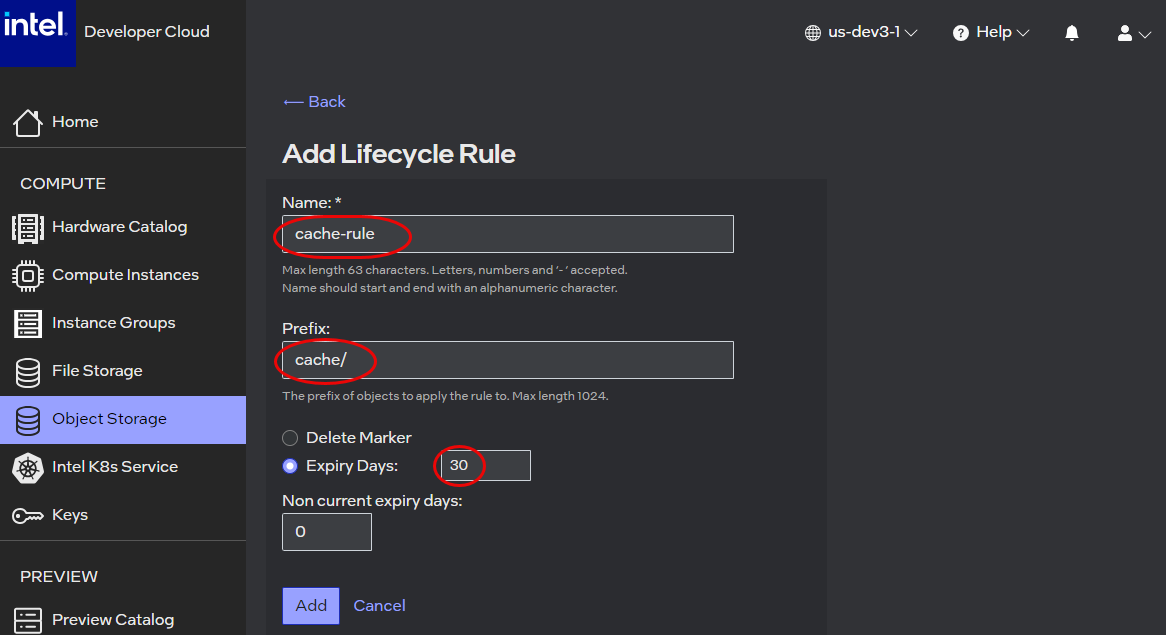 intel. Developer Cloud
us-dev3-1
? Help
Home
COMPUTE
Hardware Catalog
Compute Instances
Instance Groups
File Storage
Object Storage
Intel K8s Service
Keys
PREVIEW
Preview Catalog
← Back
Add Lifecycle Rule
Name: *
cache-rule
Max length 63 characters. Letters, numbers and '- ' accepted.
Name should start and end with an alphanumeric character.
Prefix:
cache/
The prefix of objects to apply the rule to. Max length 1024.
Delete Marker
Expiry Days: 30
Non current expiry days:
0
Add Cancel